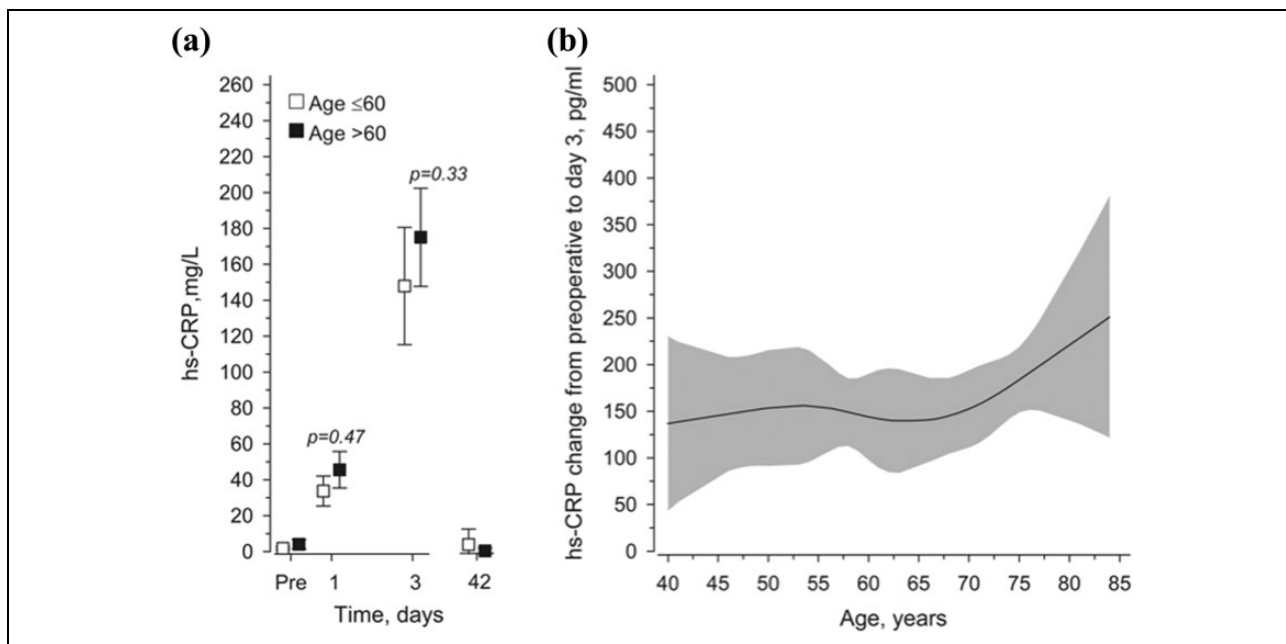 (a)
hs-CRP,mg/L
260
240
220
200
180
160
140
120
100
80
60
40
20
0
Age ≤60
Age >60
p=0.33
p=0.47
Pre 1 3 42
Time, days
(b)
hs-CRP change from preoperative to day 3, pg/ml
500
450
400
350
300
250
200
150
100
50
0
40 45 50 55 60 65 70 75 80 85
Age, years